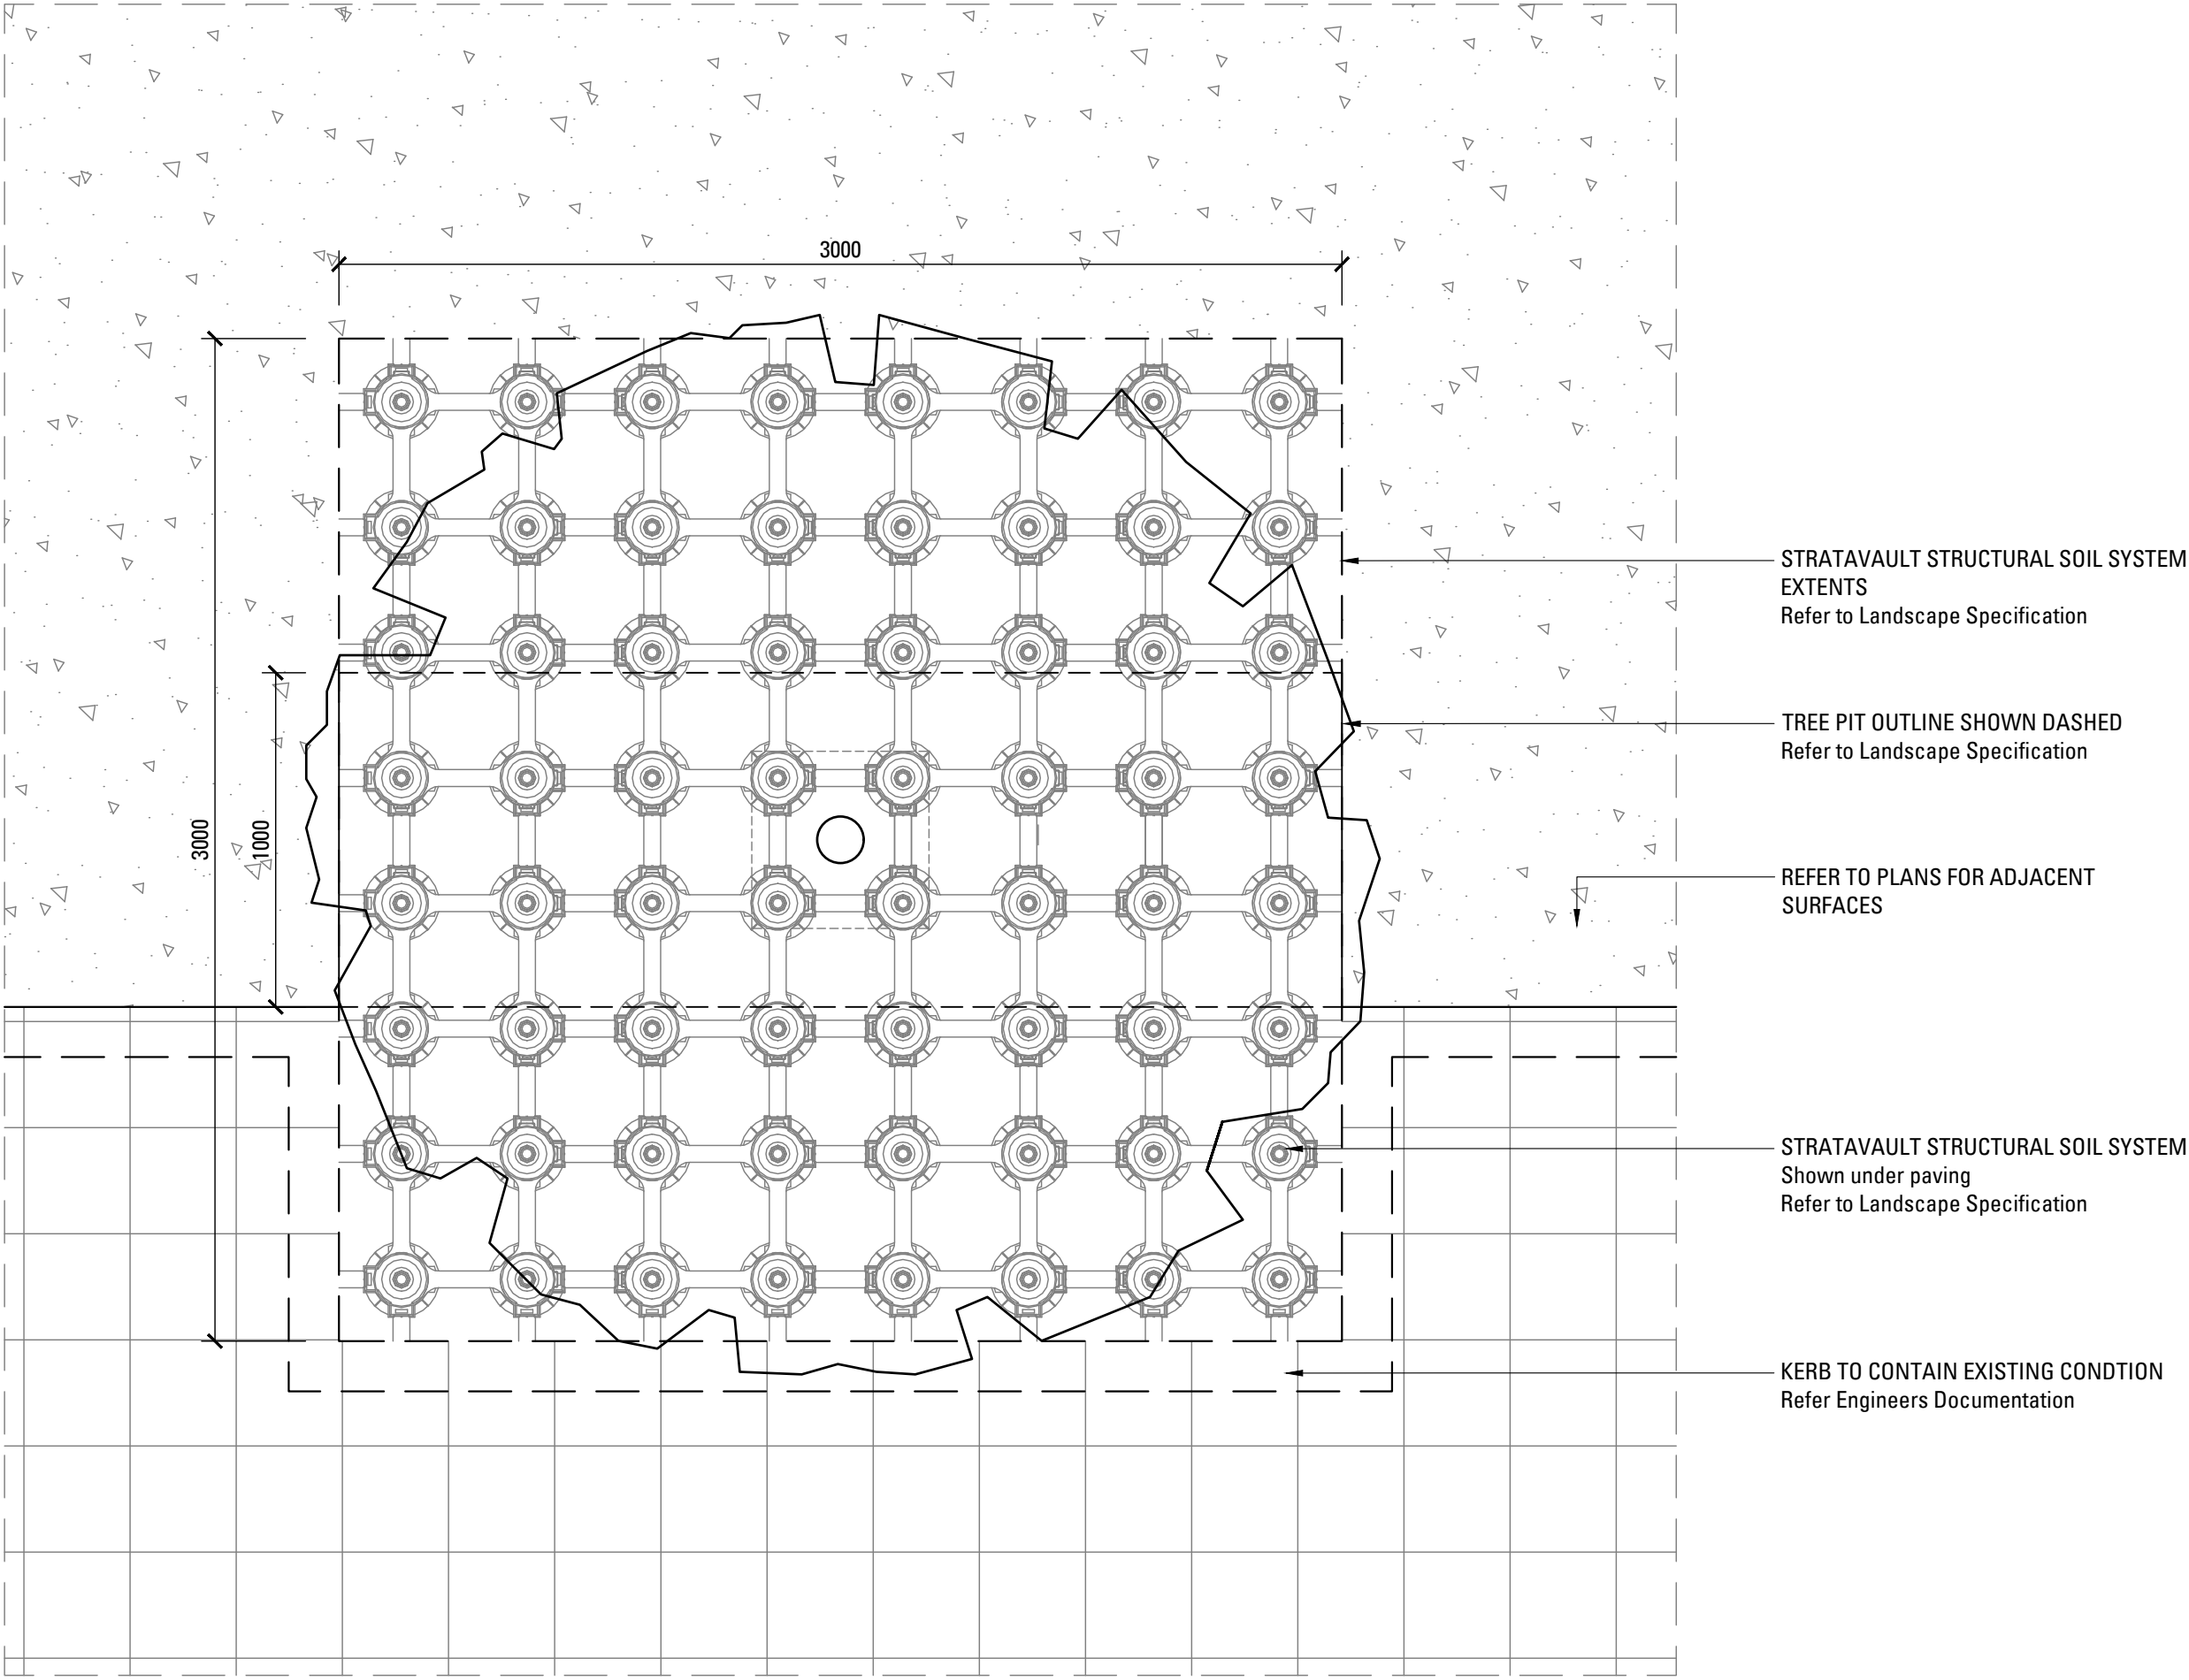 3000
3000
1000
STRATAVAULT STRUCTURAL SOIL SYSTEM
EXTENTS
Refer to Landscape Specification
TREE PIT OUTLINE SHOWN DASHED
Refer to Landscape Specification
REFER TO PLANS FOR ADJACENT
SURFACES
STRATAVAULT STRUCTURAL SOIL SYSTEM
Shown under paving
Refer to Landscape Specification
KERB TO CONTAIN EXISTING CONDTION
Refer Engineers Documentation